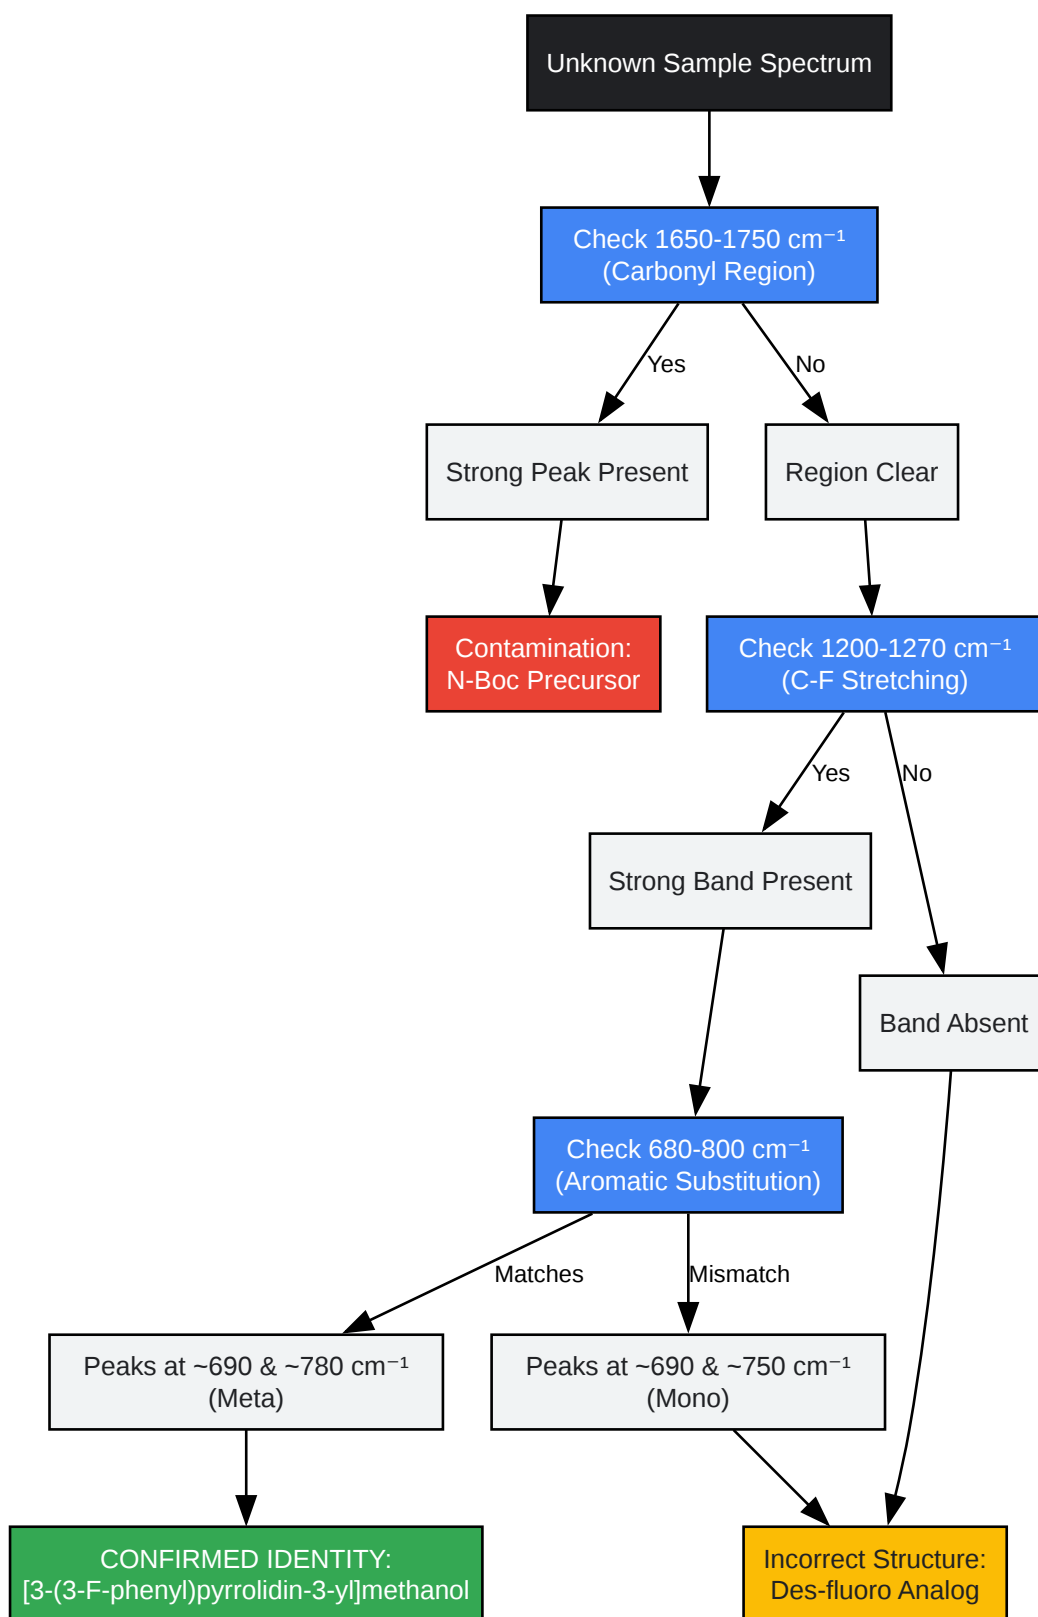 Unknown Sample Spectrum
Check 1650-1750 cm⁻¹
(Carbonyl Region)
Yes
No
Strong Peak Present
Region Clear
Contamination:
N-Boc Precursor
Check 1200-1270 cm⁻¹
(C-F Stretching)
Yes
No
Strong Band Present
Band Absent
Check 680-800 cm⁻¹
(Aromatic Substitution)
Matches
Mismatch
Peaks at ~690 & ~780 cm⁻¹
(Meta)
Peaks at ~690 & ~750 cm⁻¹
(Mono)
CONFIRMED IDENTITY:
[3-(3-F-phenyl)pyrrolidin-3-yl]methanol
Incorrect Structure:
Des-fluoro Analog